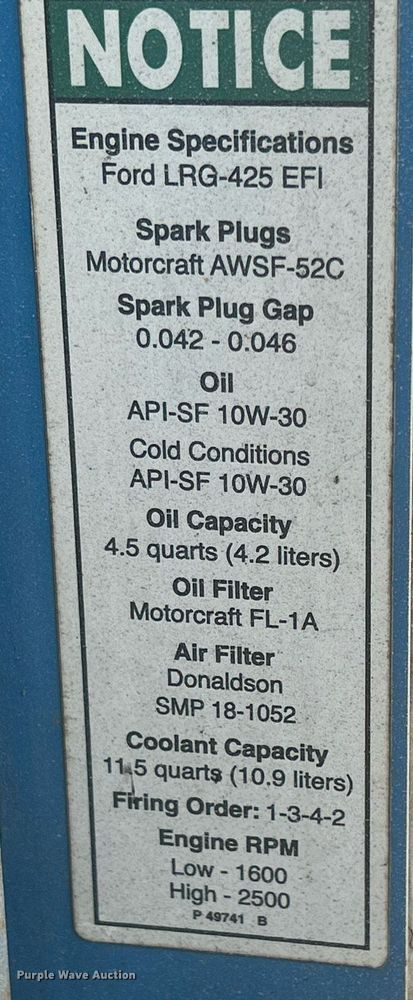 NOTICE
Engine Specifications
Ford LRG-425 EFI
Spark Plugs
Motorcraft AWSF-52C
Spark Plug Gap
0.042 - 0.046
Oil
API-SF 10W-30
Cold Conditions
API-SF 10W-30
Oil Capacity
4.5 quarts (4.2 liters)
Oil Filter
Motorcraft FL-1A
Air Filter
Donaldson
SMP 18-1052
Coolant Capacity
11.5 quarts (10.9 liters)
Firing Order: 1-3-4-2
Engine RPM
Low - 1600
High - 2500
P 49741 B
Purple Wave Auction